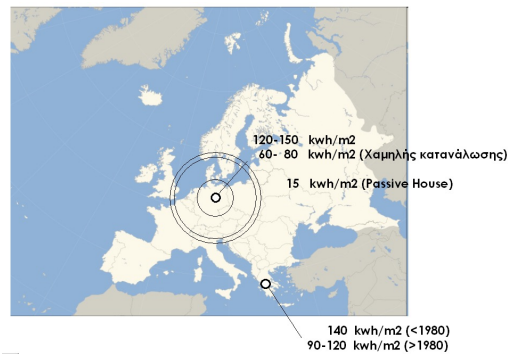 120-150 kwh/m2
60- 80 kwh/m2 (Χαμηλής κατανάλωσης)
15 kwh/m2 (Passive House)
140 kwh/m2 (<1980)
90-120 kwh/m2 (>1980)